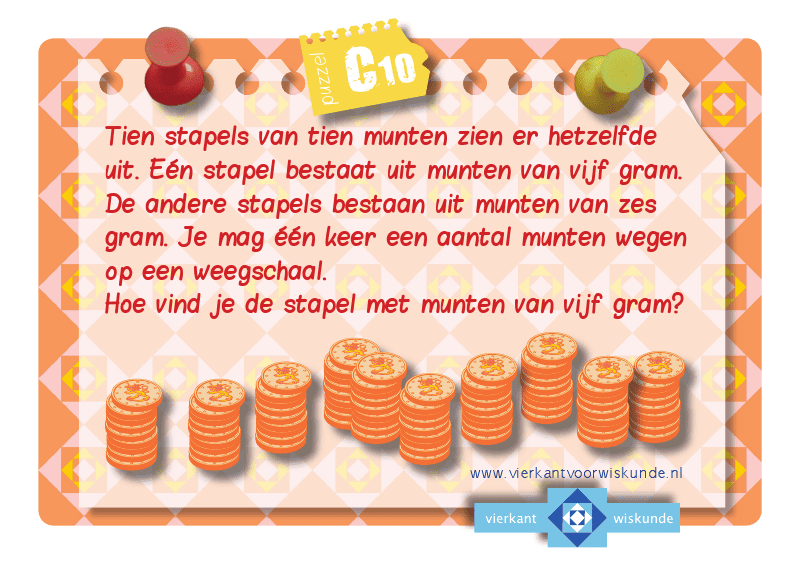 puzzel C10
Tien stapels van tien munten zien er hetzelfde
uit. Eén stapel bestaat uit munten van vijf gram.
De andere stapels bestaan uit munten van zes
gram. Je mag één keer een aantal munten wegen
op een weegschaal.
Hoe vind je de stapel met munten van vijf gram?
www.vierkantvoorwiskunde.nl
vierkant wiskunde